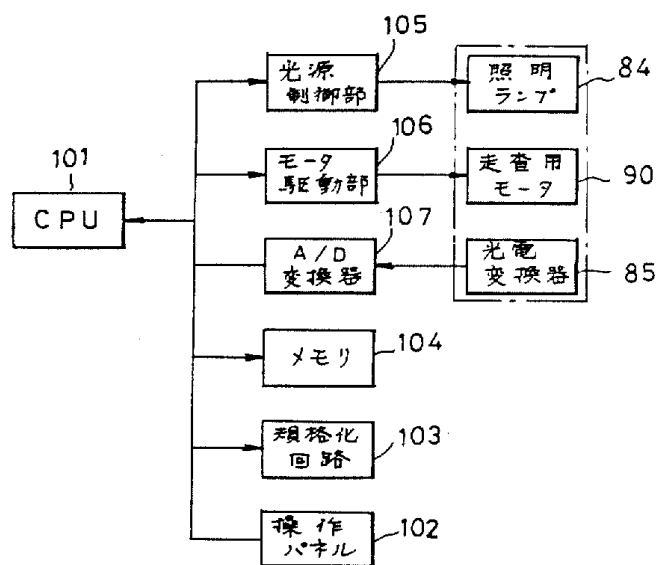 105
光源
制御部
照明
ランプ
84
106
モータ
駆動部
走査用
モータ
90
101
CPU
107
A/D
変換器
光電
変換器
85
メモリ
104
規格化
回路
103
操作
パネル
102